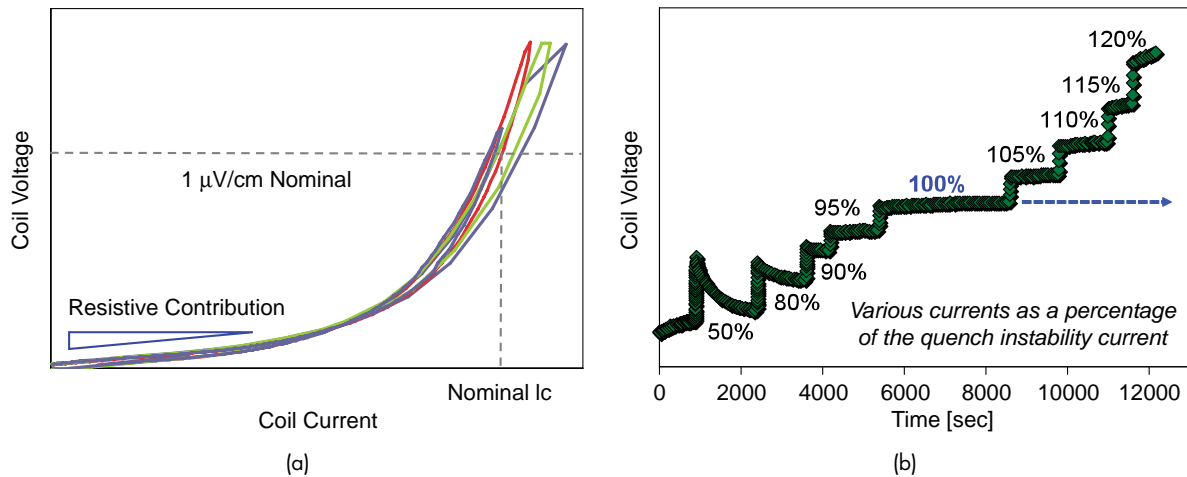 Coil Voltage
1 μV/cm Nominal
Resistive Contribution
Nominal Ic
Coil Current
(a)
Coil Voltage
50%
80%
90%
95%
100%
105%
110%
115%
120%
Various currents as a percentage
of the quench instability current
0 2000 4000 6000 8000 10000 12000
Time [sec]
(b)